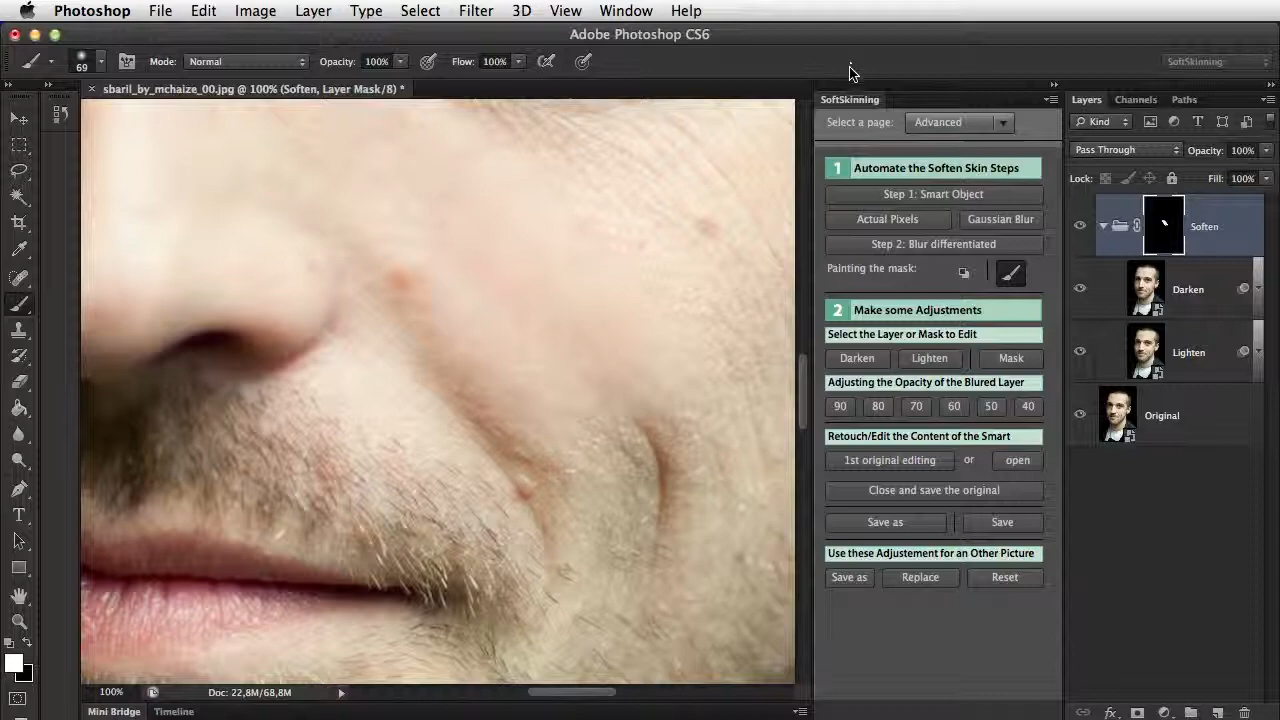 Photoshop File Edit Image Layer Type Select Filter 3D View Window Help
Adobe Photoshop CS6
69 Mode: Normal Opacity: 100% Flow: 100% SoftSkinning
× sbaril_by_mchaize_00.jpg @ 100% (Soften, Layer Mask/8) *
SoftSkinning
Select a page: Advanced
1 Automate the Soften Skin Steps
Step 1: Smart Object
Actual Pixels Gaussian Blur
Step 2: Blur differentiated
Painting the mask:
2 Make some Adjustments
Select the Layer or Mask to Edit
Darken Lighten Mask
Adjusting the Opacity of the Blured Layer
90 80 70 60 50 40
Retouch/Edit the Content of the Smart
1st original editing or open
Close and save the original
Save as Save
Use these Adjustement for an Other Picture
Save as Replace Reset
Layers Channels Paths
Kind
Pass Through Opacity: 100%
Lock: Fill: 100%
Soften
Darken
Lighten
Original
fx
100% Doc: 22,8M/68,8M
Mini Bridge Timeline